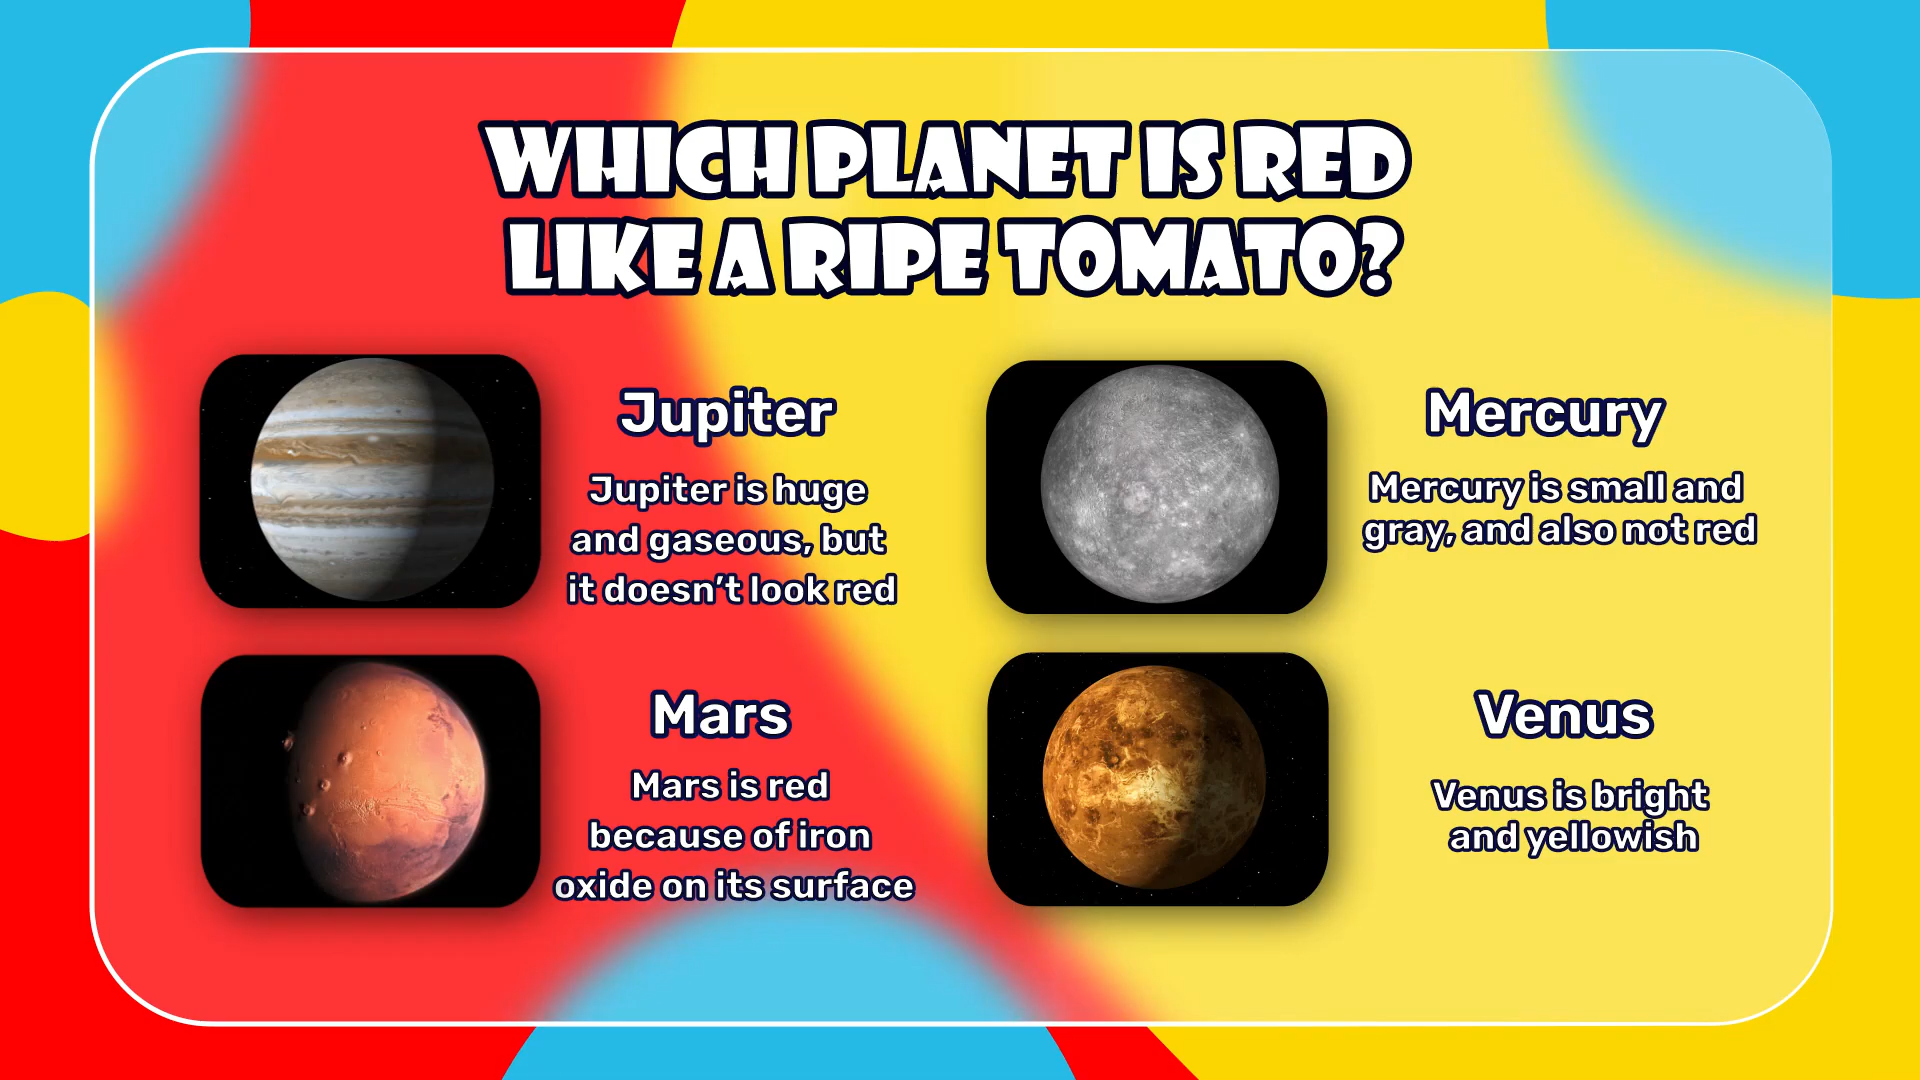 WHICH PLANET IS RED
LIKE A RIPE TOMATO?
Jupiter
Jupiter is huge
and gaseous, but
it doesn't look red
Mercury
Mercury is small and
gray, and also not red
Mars
Mars is red
because of iron
oxide on its surface
Venus
Venus is bright
and yellowish